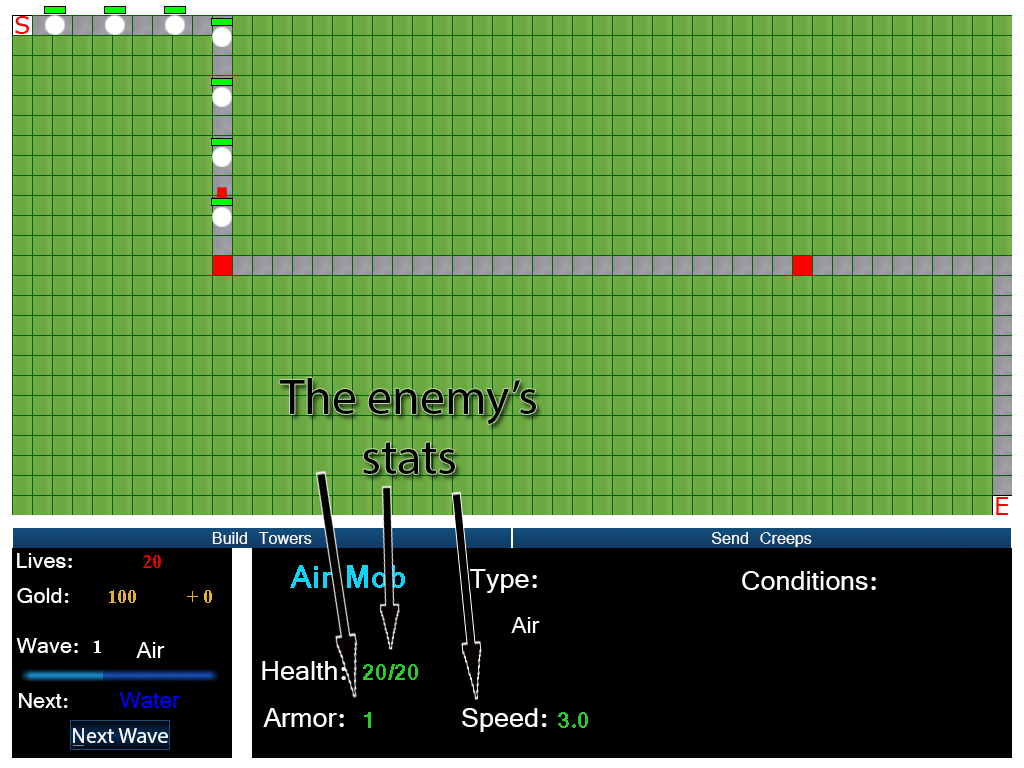 S
The enemy's
stats
E
Build Towers
Send Creeps
Lives: 20
Gold: 100 + 0
Wave: 1 Air
Next: Water
Next Wave
Air Mob
Type:
Air
Conditions:
Health: 20/20
Armor: 1
Speed: 3.0